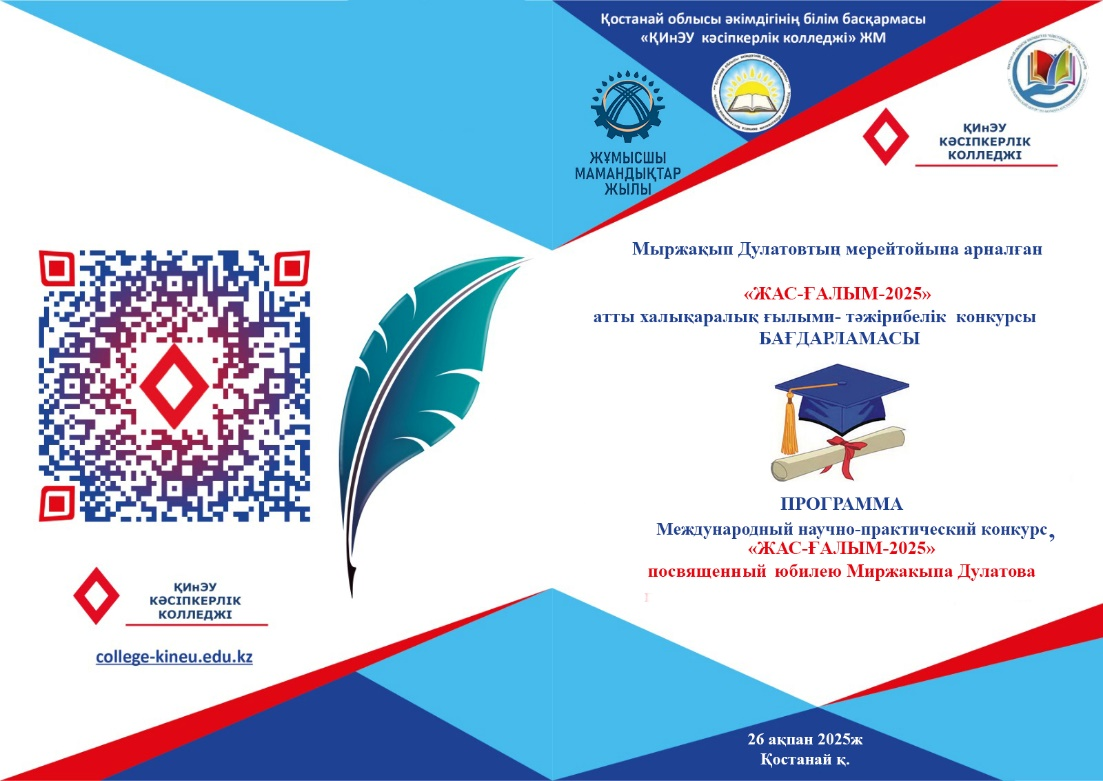 ҚИнЭУ
КӘСІПКЕРЛІК
КОЛЛЕДЖІ
college-kineu.edu.kz
Қостанай облысы әкімдігінің білім басқармасы
«ҚИнЭУ кәсіпкерлік колледжі» ЖМ
ЖҰМЫСШЫ
МАМАНДЫҚТАР
ЖЫЛЫ
ҚИнЭУ
КӘСІПКЕРЛІК
КОЛЛЕДЖІ
Мыржақып Дулатовтың мерейтойына арналған
«ЖАС-ҒАЛЫМ-2025»
атты халықаралық ғылыми- тәжірибелік конкурсы
БАҒДАРЛАМАСЫ
ПРОГРАММА
Международный научно-практический конкурс,
«ЖАС-ҒАЛЫМ-2025»
посвященный юбилею Миржакыпа Дулатова
26 ақпан 2025ж
Қостанай қ.